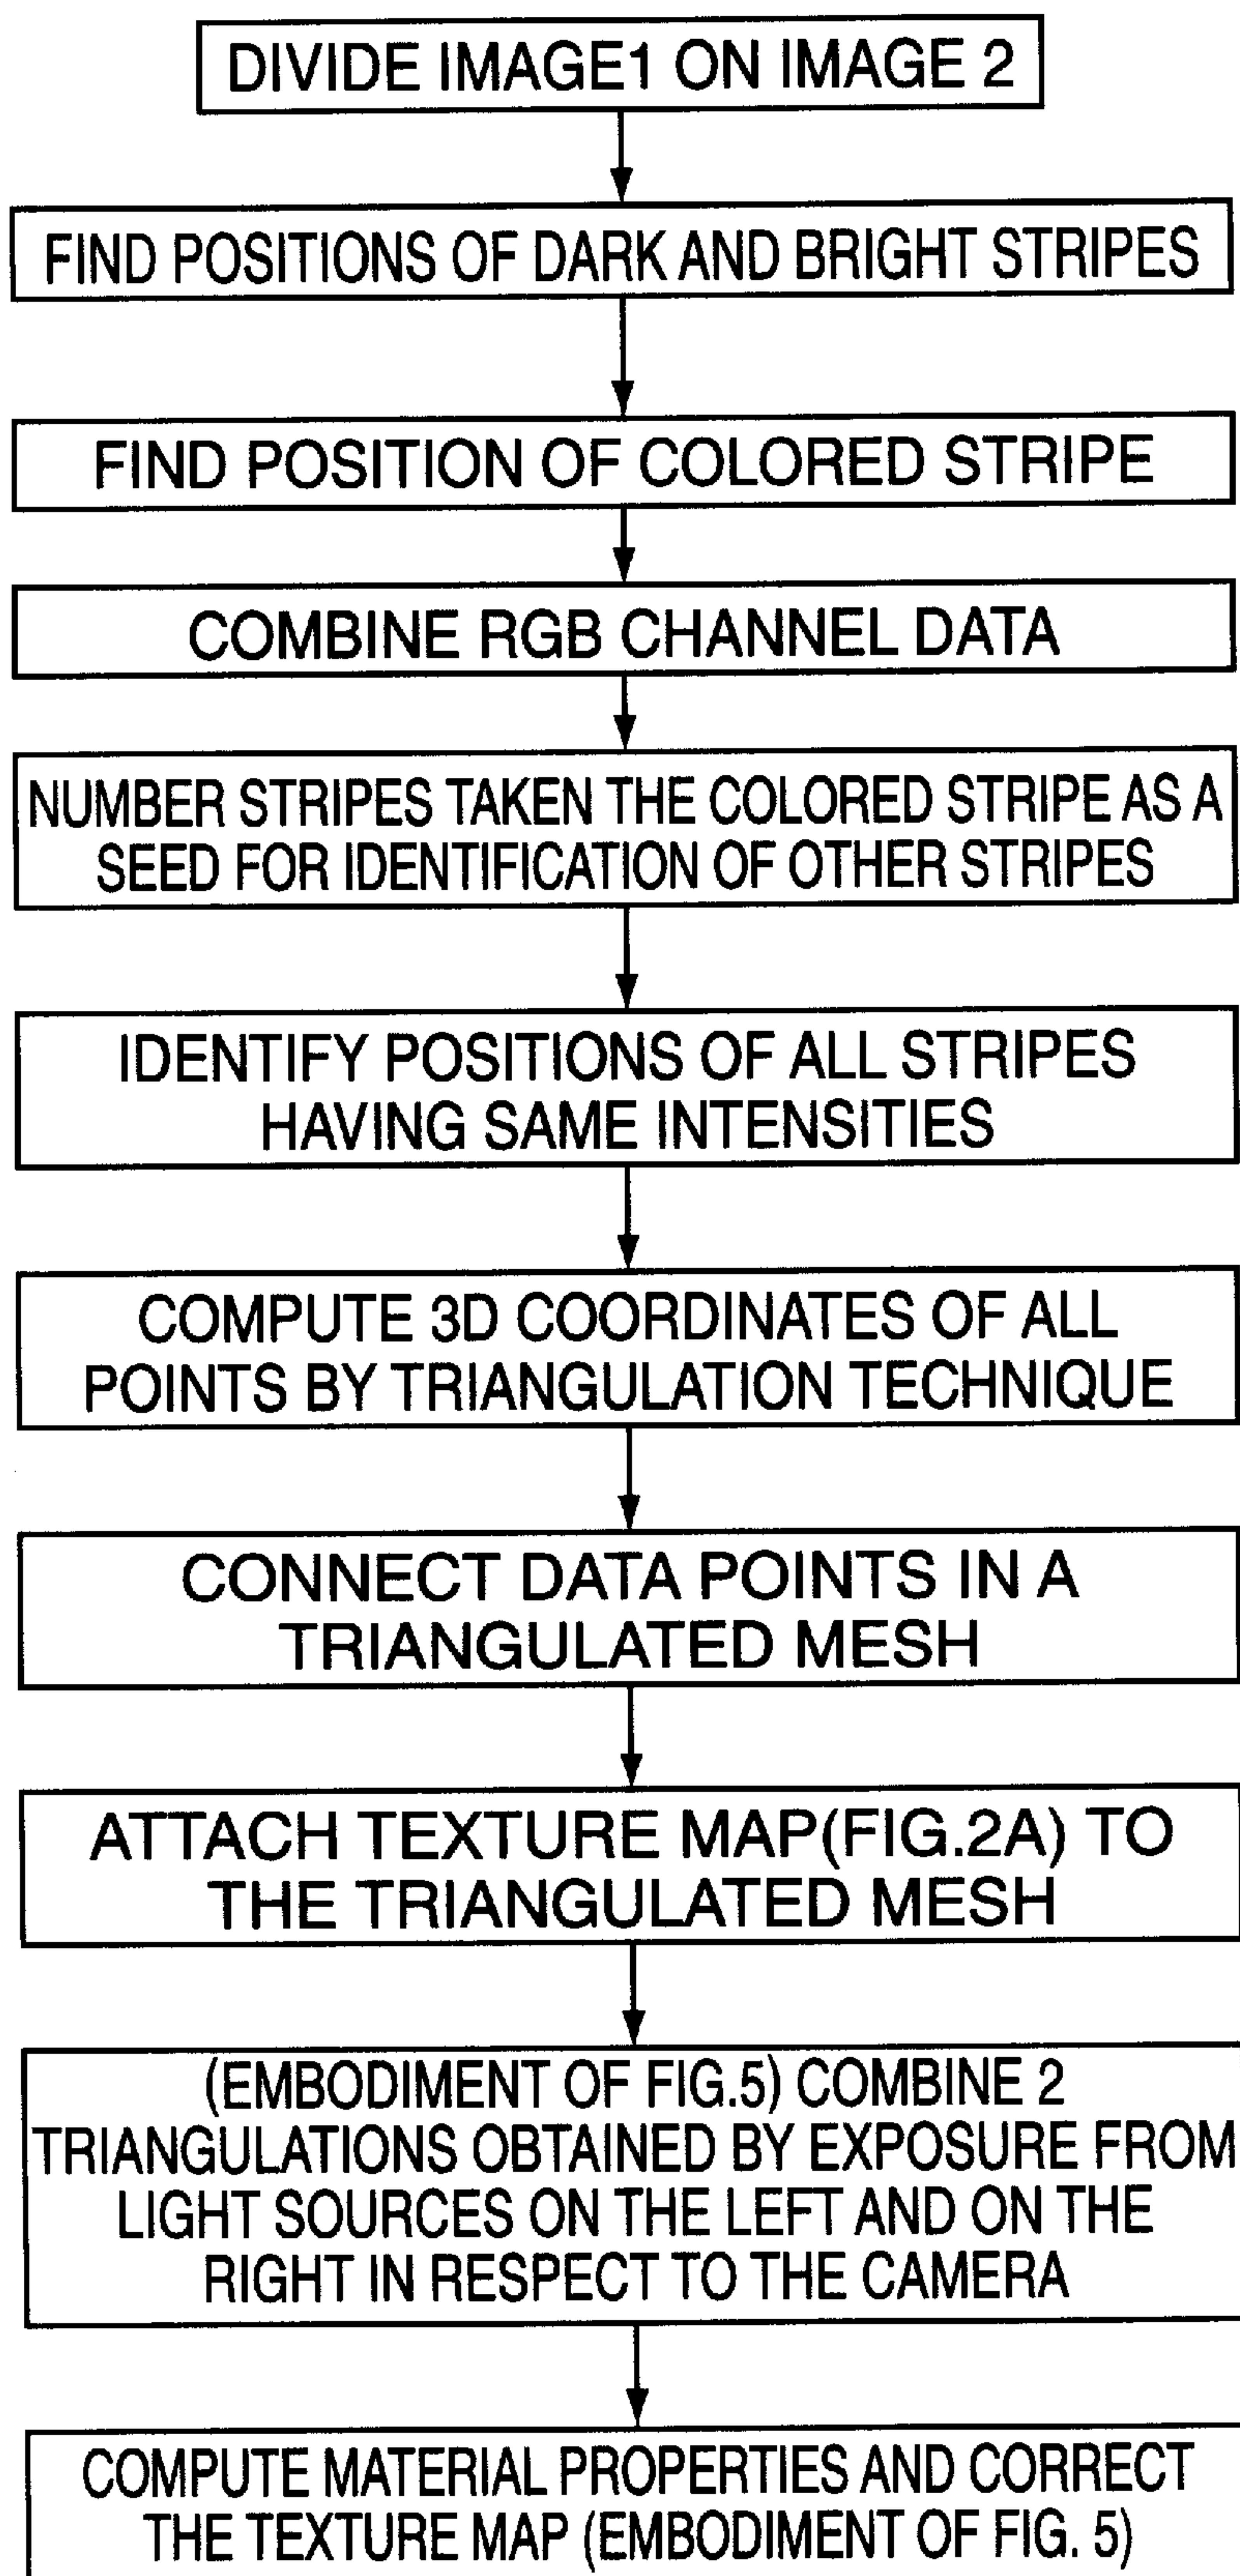 DIVIDE IMAGE1 ON IMAGE 2
FIND POSITIONS OF DARK AND BRIGHT STRIPES
FIND POSITION OF COLORED STRIPE
COMBINE RGB CHANNEL DATA
NUMBER STRIPES TAKEN THE COLORED STRIPE AS A
SEED FOR IDENTIFICATION OF OTHER STRIPES
IDENTIFY POSITIONS OF ALL STRIPES
HAVING SAME INTENSITIES
COMPUTE 3D COORDINATES OF ALL
POINTS BY TRIANGULATION TECHNIQUE
CONNECT DATA POINTS IN A
TRIANGULATED MESH
ATTACH TEXTURE MAP(FIG.2A) TO
THE TRIANGULATED MESH
(EMBODIMENT OF FIG.5) COMBINE 2
TRIANGULATIONS OBTAINED BY EXPOSURE FROM
LIGHT SOURCES ON THE LEFT AND ON THE
RIGHT IN RESPECT TO THE CAMERA
COMPUTE MATERIAL PROPERTIES AND CORRECT
THE TEXTURE MAP (EMBODIMENT OF FIG. 5)